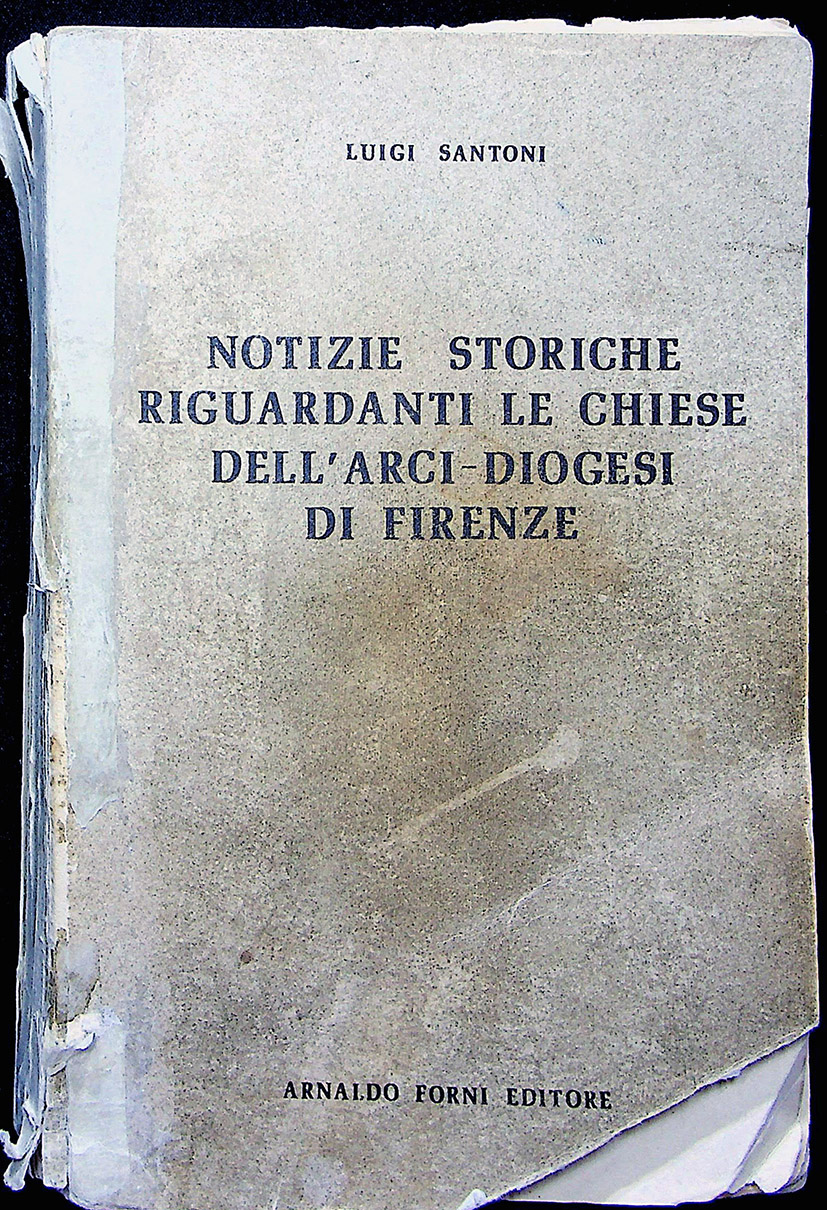 LUIGI SANTONI
NOTIZIE STORICHE
RIGUARDANTI LE CHIESE
DELL'ARCI-DIOGESI
DI FIRENZE
ARNALDO FORNI EDITORE